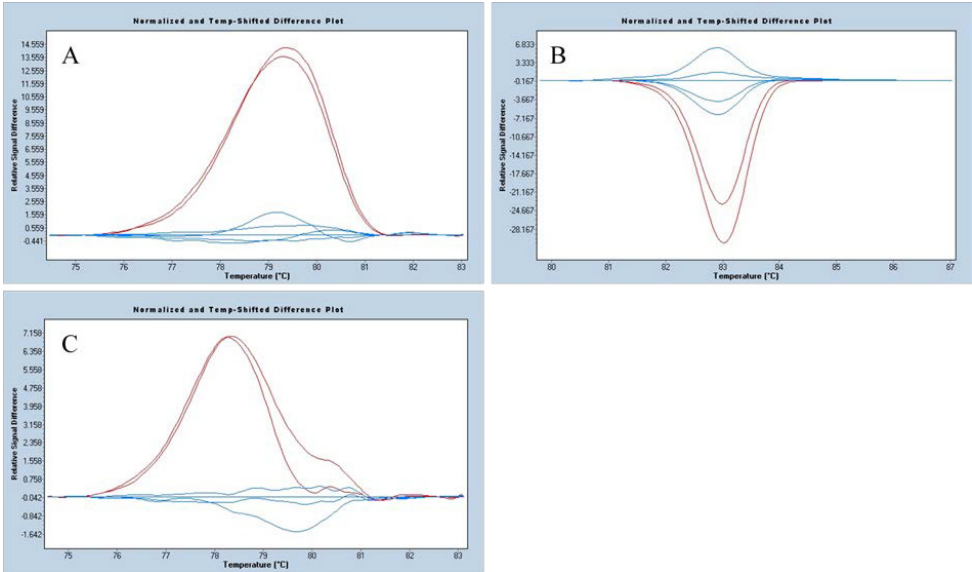 Normalized and Temp-Shifted Difference Plot
A
Relative Signal Difference
14.559
13.559
12.559
11.559
10.559
9.559
8.559
7.559
6.559
5.559
4.559
3.559
2.559
1.559
0.559
-0.441
75 76 77 78 79 80 81 82 83
Temperature [°C]
Normalized and Temp-Shifted Difference Plot
B
Relative Signal Difference
6.833
3.333
-0.167
-3.667
-7.167
-10.667
-14.167
-17.667
-21.167
-24.667
-28.167
80 81 82 83 84 85 86 87
Temperature [°C]
Normalized and Temp-Shifted Difference Plot
C
Relative Signal Difference
7.158
6.358
5.558
4.758
3.958
3.158
2.358
1.558
0.758
-0.042
-0.842
-1.642
75 76 77 78 79 80 81 82 83
Temperature [°C]